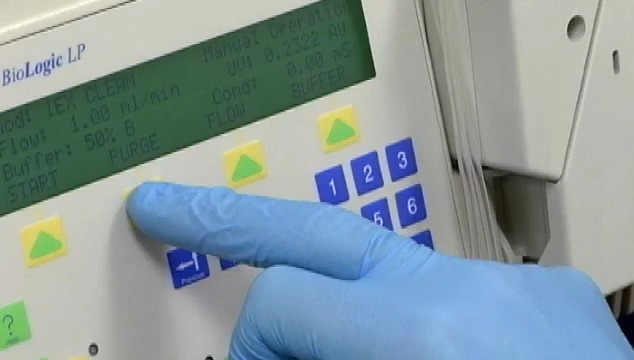 BioLogic LP
Manual Operation
IEX CLEAN
UV: 0.2322 AU
Flow: 1.00 ml/min
Cond: 0.00 mS
Buffer: 50% B
START PURGE FLOW BUFFER
1 2 3
5 6
?